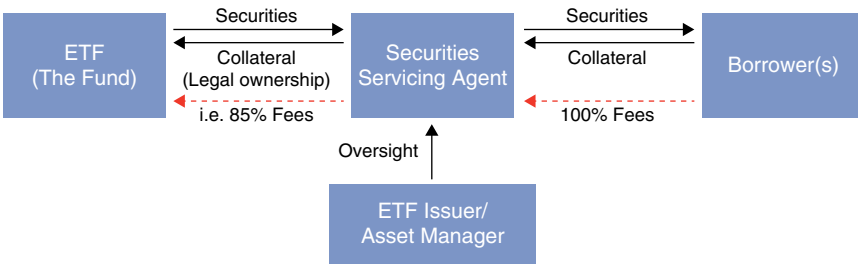 Securities
Securities
ETF
(The Fund)
Collateral
(Legal ownership)
Securities
Servicing Agent
Collateral
Borrower(s)
i.e. 85% Fees
100% Fees
Oversight
ETF Issuer/
Asset Manager